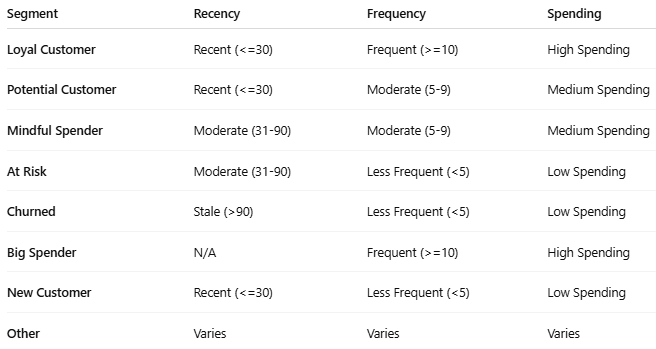 Segment Recency Frequency Spending
Loyal Customer Recent (<=30) Frequent (>=10) High Spending
Potential Customer Recent (<=30) Moderate (5-9) Medium Spending
Mindful Spender Moderate (31-90) Moderate (5-9) Medium Spending
At Risk Moderate (31-90) Less Frequent (<5) Low Spending
Churned Stale (>90) Less Frequent (<5) Low Spending
Big Spender N/A Frequent (>=10) High Spending
New Customer Recent (<=30) Less Frequent (<5) Low Spending
Other Varies Varies Varies